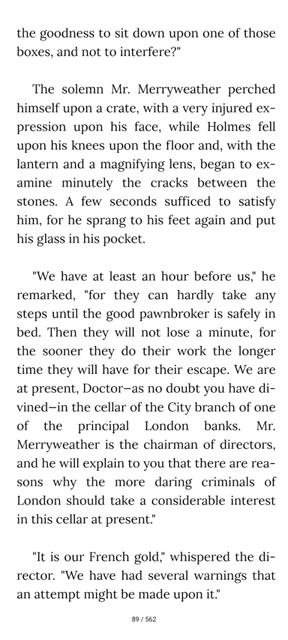 the goodness to sit down upon one of those
boxes, and not to interfere?"
The solemn Mr. Merryweather perched
himself upon a crate, with a very injured ex-
pression upon his face, while Holmes fell
upon his knees upon the floor and, with the
lantern and a magnifying lens, began to ex-
amine minutely the cracks between the
stones. A few seconds sufficed to satisfy
him, for he sprang to his feet again and put
his glass in his pocket.
"We have at least an hour before us," he
remarked, "for they can hardly take any
steps until the good pawnbroker is safely in
bed. Then they will not lose a minute, for
the sooner they do their work the longer
time they will have for their escape. We are
at present, Doctor—as no doubt you have di-
vined—in the cellar of the City branch of one
of the principal London banks. Mr.
Merryweather is the chairman of directors,
and he will explain to you that there are rea-
sons why the more daring criminals of
London should take a considerable interest
in this cellar at present."
"It is our French gold," whispered the di-
rector. "We have had several warnings that
an attempt might be made upon it."
89 / 562